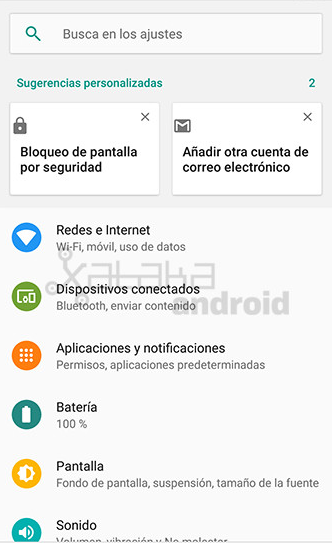 Busca en los ajustes
Sugerencias personalizadas 2
Bloqueo de pantalla
por seguridad
Añadir otra cuenta de
correo electrónico
Redes e Internet
Wi-Fi, móvil, uso de datos
Xataka
android
Dispositivos conectados
Bluetooth, enviar contenido
Aplicaciones y notificaciones
Permisos, aplicaciones predeterminadas
Batería
100 %
Pantalla
Fondo de pantalla, suspensión, tamaño de la fuente
Sonido
Volumen, vibración y No molestar